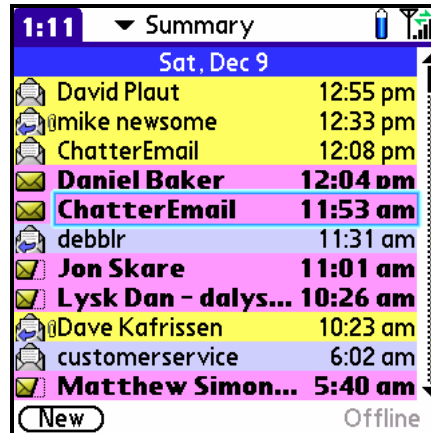 1:11 Summary
Sat, Dec 9
David Plaut 12:55 pm
mike newsome 12:33 pm
ChatterEmail 12:08 pm
Daniel Baker 12:04 pm
ChatterEmail 11:53 am
debblr 11:31 am
Jon Skare 11:01 am
Lysk Dan - dalys... 10:26 am
Dave Kafrissen 10:23 am
customerservice 6:02 am
Matthew Simon... 5:40 am
New Offline